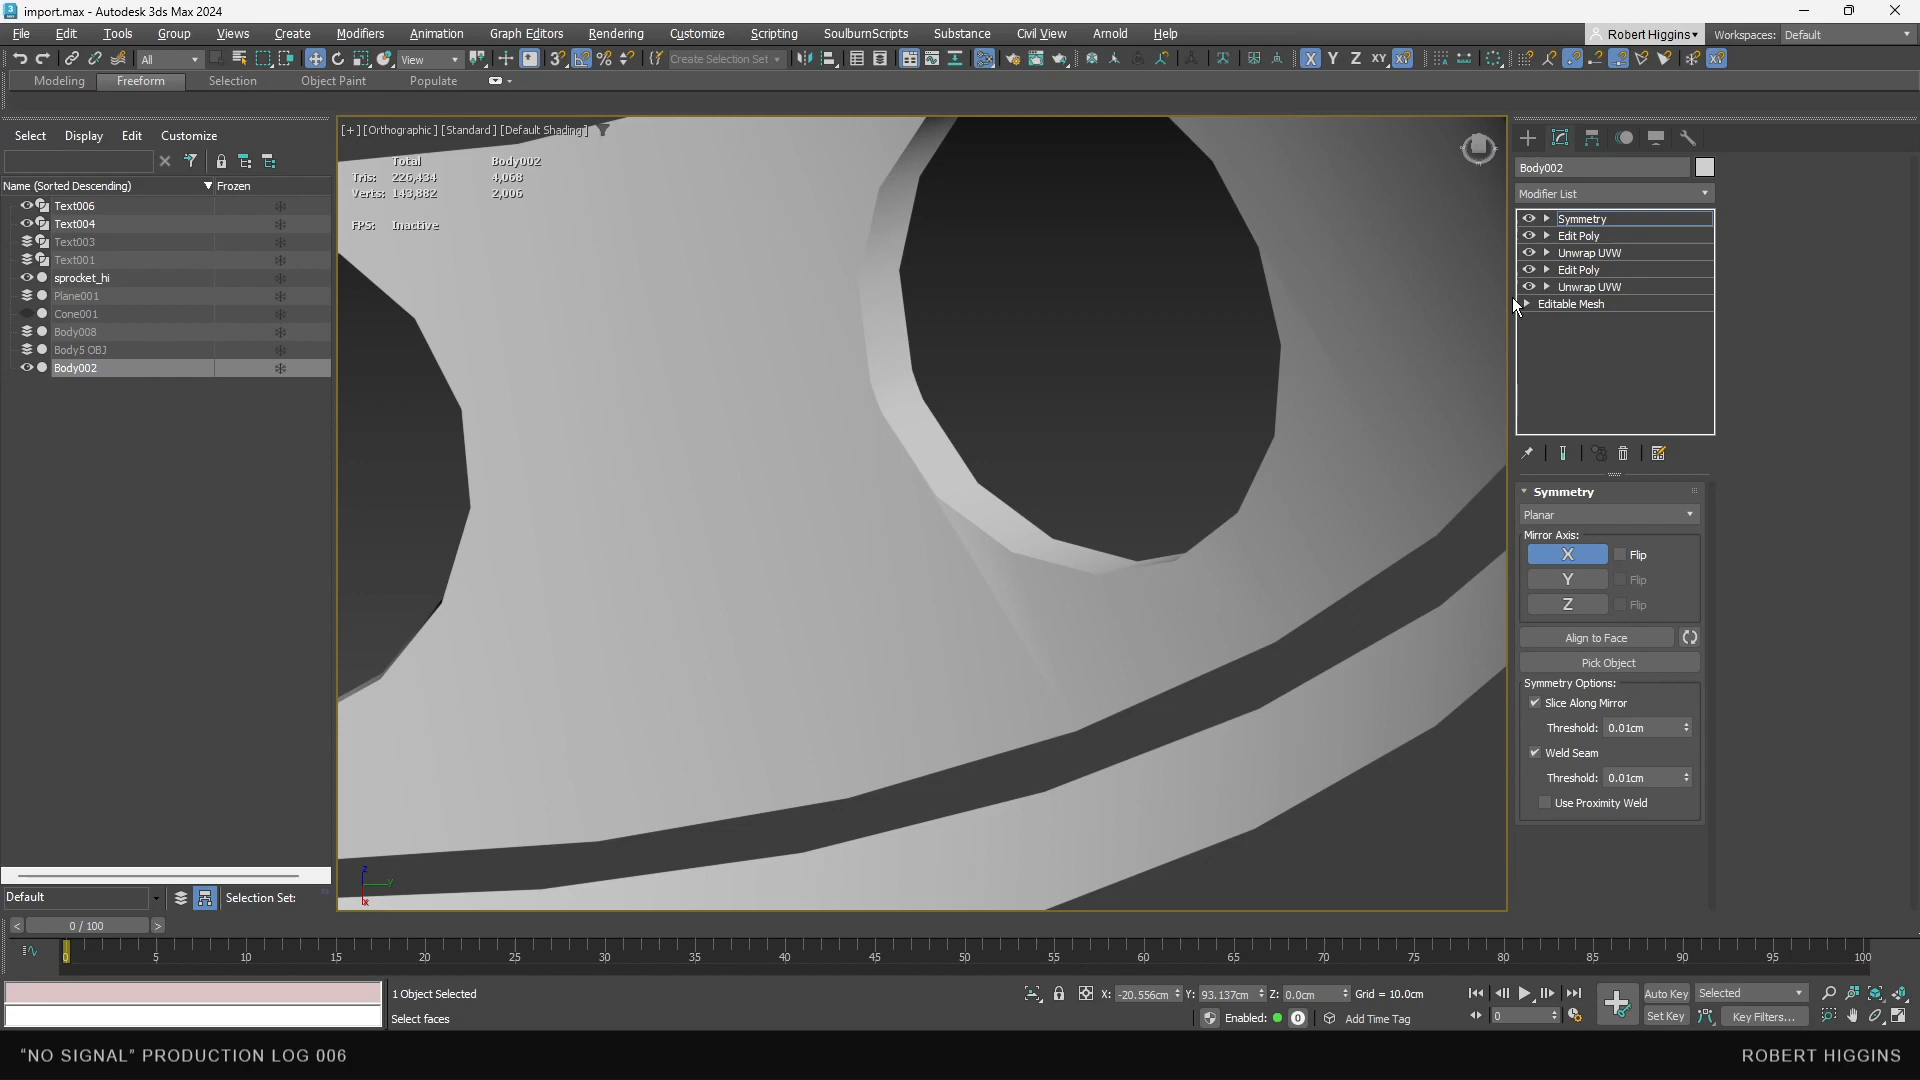 import.max - Autodesk 3ds Max 2024
File Edit Tools Group Views Create Modifiers Animation Graph Editors Rendering Customize Scripting SoulburnScripts Substance Civil View Arnold Help
Robert Higgins Workspaces: Default
All View Create Selection Set X Y Z XY
Modeling Freeform Selection Object Paint Populate
Select Display Edit Customize
Name (Sorted Descending) Frozen
Text006
Text004
Text003
Text001
sprocket_hi
Plane001
Cone001
Body008
Body5 OBJ
Body002
Default Selection Set:
[+] [Orthographic] [Standard] [Default Shading]
Total Body002
Tris: 226,434 4,068
Verts: 143,882 2,006
FPS: Inactive
z
y
x
Body002
Modifier List
Symmetry
Edit Poly
Unwrap UVW
Edit Poly
Unwrap UVW
Editable Mesh
Symmetry
Planar
Mirror Axis:
X Flip
Y Flip
Z Flip
Align to Face
Pick Object
Symmetry Options:
Slice Along Mirror
Threshold: 0.01cm
Weld Seam
Threshold: 0.01cm
Use Proximity Weld
< 0 / 100 >
0 5 10 15 20 25 30 35 40 45 50 55 60 65 70 75 80 85 90 95 100
1 Object Selected
Select faces
X: -20.556cm Y: 93.137cm Z: 0.0cm Grid = 10.0cm
Enabled: 0 Add Time Tag
0
Auto Key Selected
Set Key Key Filters...
"NO SIGNAL" PRODUCTION LOG 006
ROBERT HIGGINS